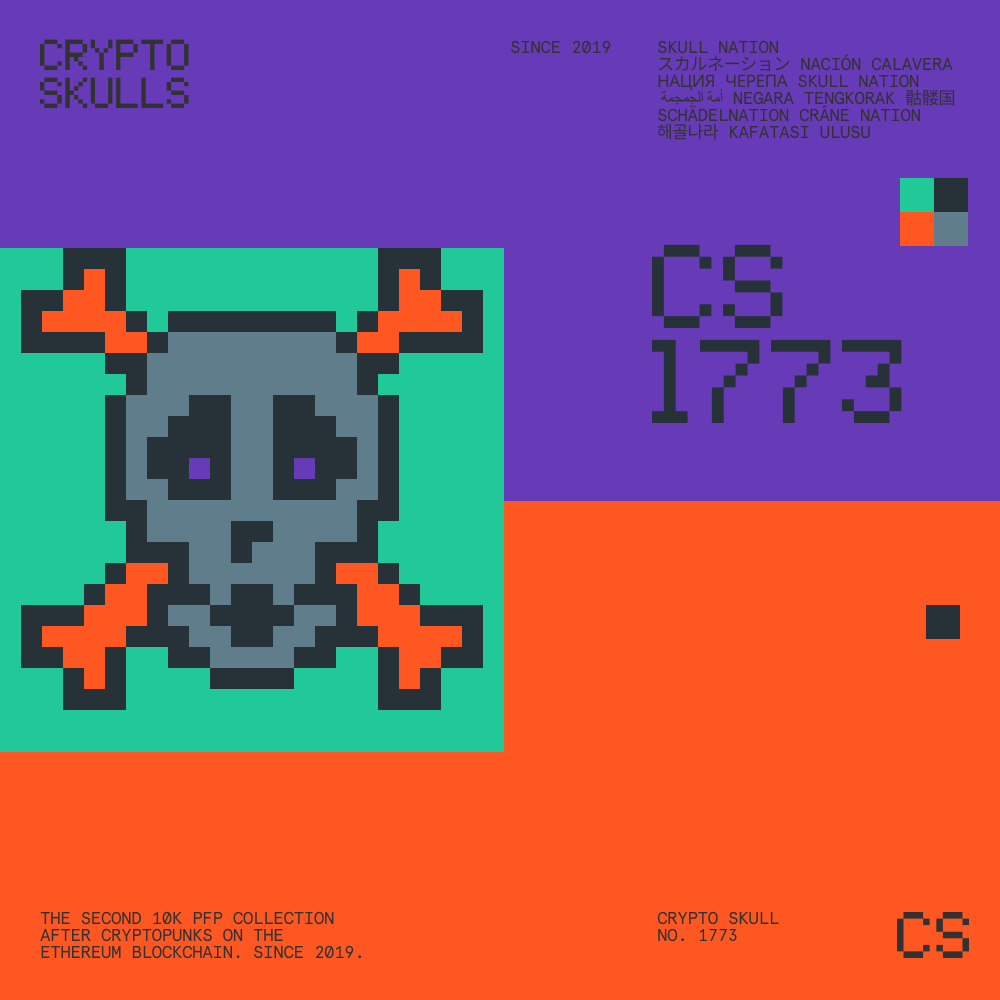 CRYPTO
SKULLS
SINCE 2019
SKULL NATION
スカルネーション NACIÓN CALAVERA
НАЦИЯ ЧЕРЕПА SKULL NATION
أمة الجمجمة NEGARA TENGKORAK 骷髅国
SCHÄDELNATION CRÂNE NATION
해골나라 KAFATASI ULUSU
CS
1773
THE SECOND 10K PFP COLLECTION
AFTER CRYPTOPUNKS ON THE
ETHEREUM BLOCKCHAIN. SINCE 2019.
CRYPTO SKULL
NO. 1773
CS